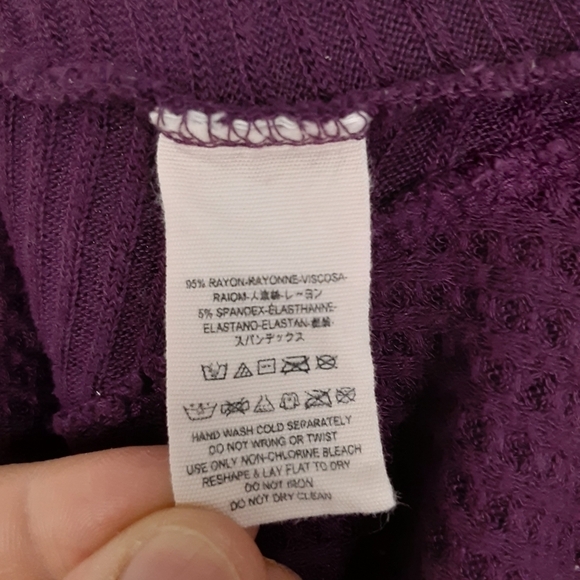 95% RAYON-RAYONNE-VISCOSA-
RAIOM-人造絲-レーヨン
5% SPANDEX-ÉLASTHANNE-
ELASTANO-ELASTAN-
スパンデックス
HAND WASH COLD SEPARATELY
DO NOT WRING OR TWIST
USE ONLY NON-CHLORINE BLEACH
RESHAPE & LAY FLAT TO DRY
DO NOT IRON
DO NOT DRY CLEAN